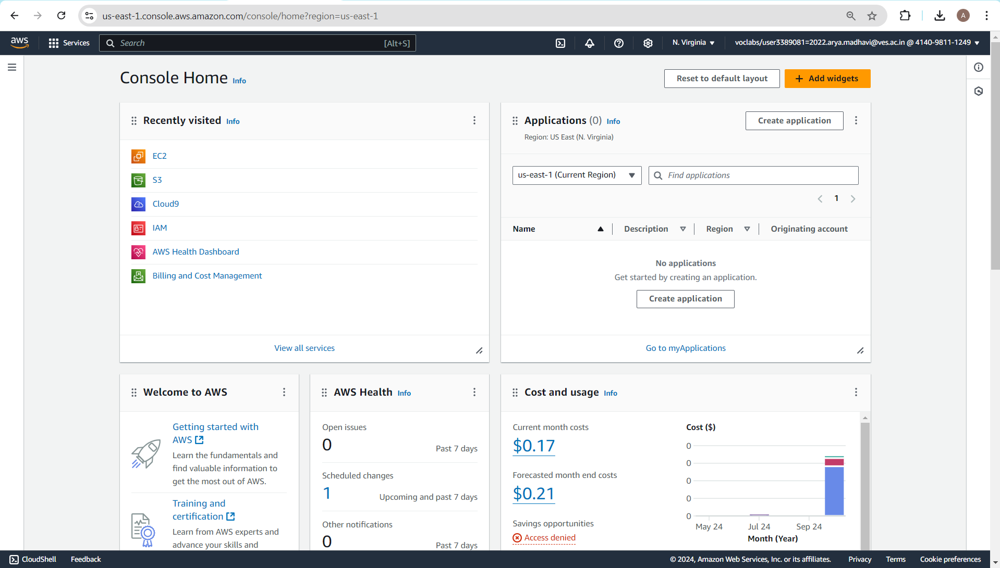 us-east-1.console.aws.amazon.com/console/home?region=us-east-1
A
aws
Services
Search
[Alt+S]
N. Virginia
voclabs/user3389081=2022.arya.madhavi@ves.ac.in @ 4140-9811-1249
Console Home Info
Reset to default layout
Add widgets
Recently visited Info
EC2
S3
Cloud9
IAM
AWS Health Dashboard
Billing and Cost Management
View all services
Applications (0) Info
Region: US East (N. Virginia)
Create application
us-east-1 (Current Region)
Find applications
1
Name
Description
Region
Originating account
No applications
Get started by creating an application.
Create application
Go to myApplications
Welcome to AWS
Getting started with
AWS
Learn the fundamentals and
find valuable information to
get the most out of AWS.
Training and
certification
Learn from AWS experts and
advance your skills and
AWS Health Info
Open issues
0
Past 7 days
Scheduled changes
1
Upcoming and past 7 days
Other notifications
0
Past 7 days
Cost and usage Info
Current month costs
$0.17
Forecasted month end costs
$0.21
Savings opportunities
Access denied
Cost ($)
0
0
0
0
0
May 24
Jul 24
Sep 24
Month (Year)
CloudShell
Feedback
© 2024, Amazon Web Services, Inc. or its affiliates.
Privacy
Terms
Cookie preferences